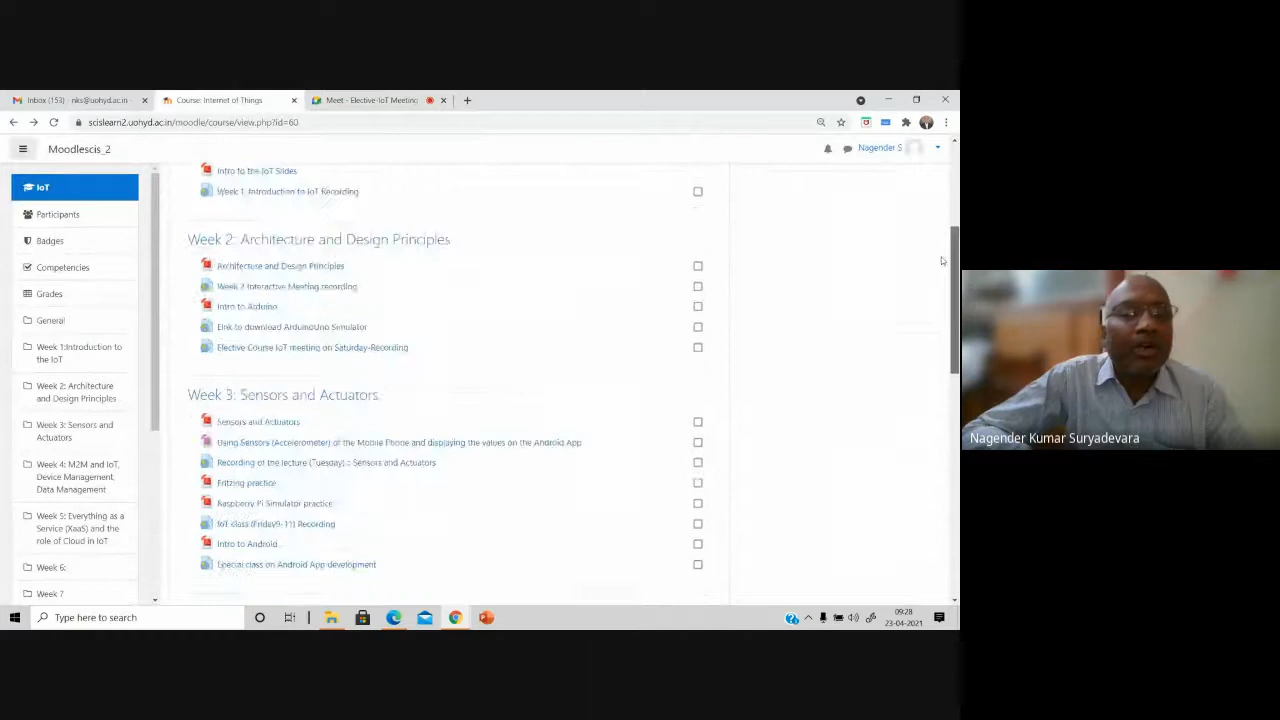 Inbox (153) - nks@uohyd.ac.in -
Course: Internet of Things
Meet - Elective-IoT Meeting
scislearn2.uohyd.ac.in/moodle/course/view.php?id=60
Moodlescis_2
Nagender S
IoT
Participants
Badges
Competencies
Grades
General
Week 1:Introduction to
the IoT
Week 2: Architecture
and Design Principles
Week 3: Sensors and
Actuators
Week 4: M2M and IoT,
Device Management,
Data Management
Week 5: Everything as a
Service (XaaS) and the
role of Cloud in IoT
Week 6:
Week 7
Intro to the IoT Slides
Week 1: Introduction to IoT Recording
Week 2: Architecture and Design Principles
Architecture and Design Principles
Week 2 Interactive Meeting recording
Intro to Arduino
Link to download ArduinoUno Simulator
Elective Course IoT meeting on Saturday-Recording
Week 3: Sensors and Actuators
Sensors and Actuators
Using Sensors (Accelerometer) of the Mobile Phone and displaying the values on the Android App
Recording of the lecture (Tuesday) :: Sensors and Actuators
Fritzing practice
Raspberry Pi Simulator practice
IoT class (Friday9-11) Recording
Intro to Android
Special class on Android App development
Type here to search
09:28
23-04-2021
Nagender Kumar Suryadevara